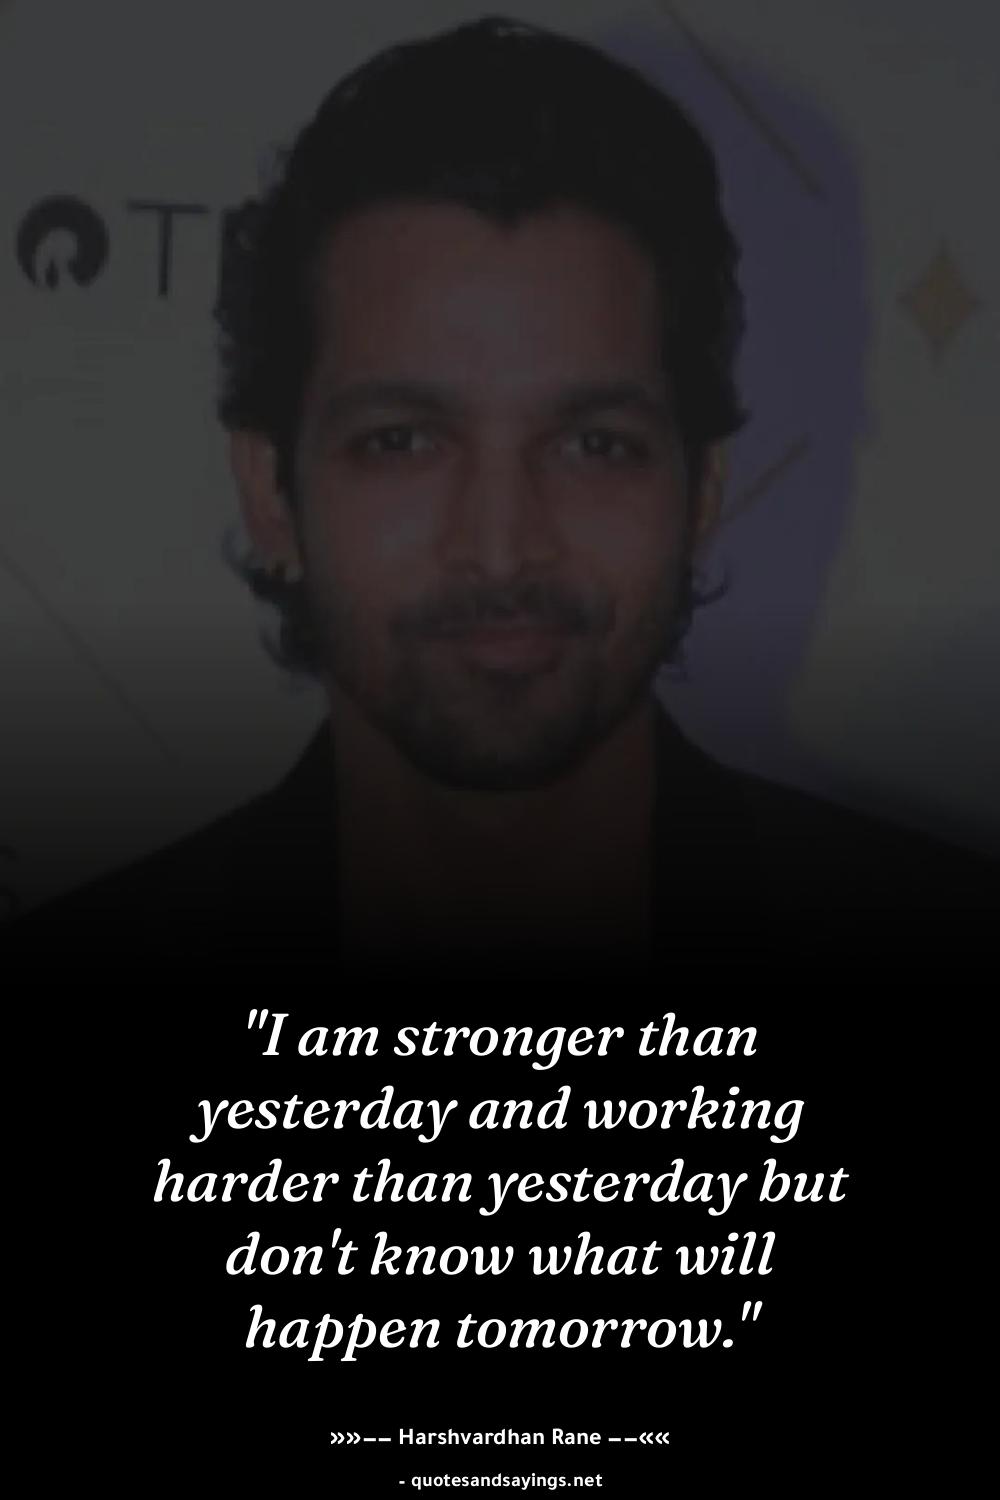 T
"I am stronger than
yesterday and working
harder than yesterday but
don't know what will
happen tomorrow."
»»–– Harshvardhan Rane ––««
- quotesandsayings.net